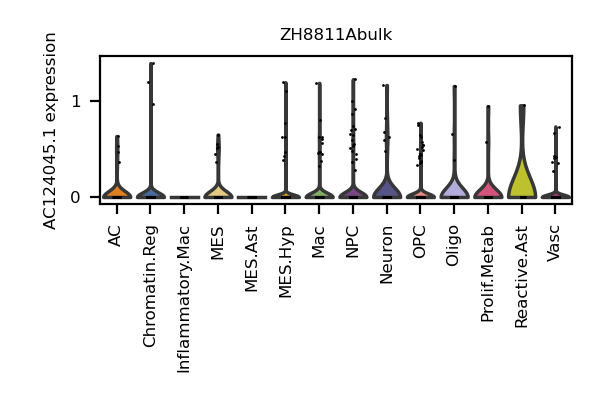 ZH8811Abulk
AC124045.1 expression
1
0
AC
Chromatin.Reg
Inflammatory.Mac
MES
MES.Ast
MES.Hyp
Mac
NPC
Neuron
OPC
Oligo
Prolif.Metab
Reactive.Ast
Vasc